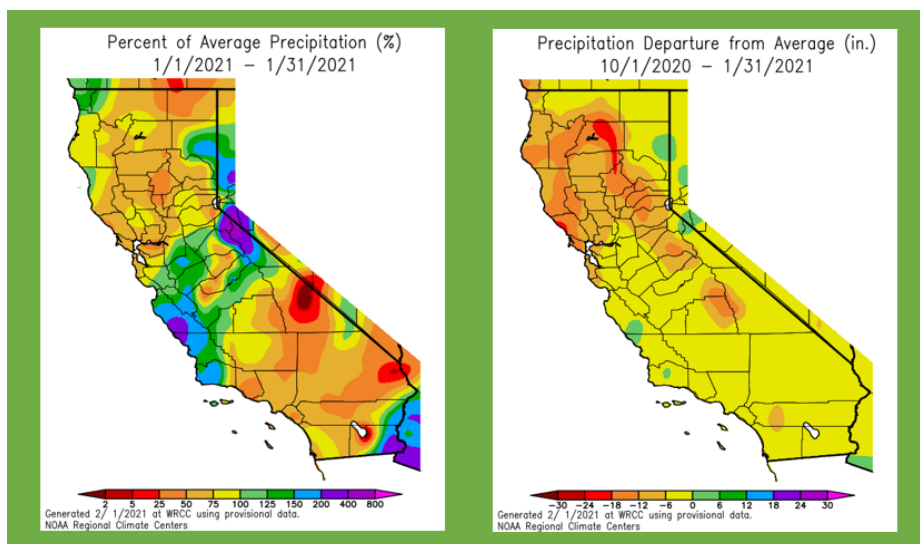 Percent of Average Precipitation (%)
1/1/2021 – 1/31/2021
2 5 25 50 75 100 125 150 200 400 800
Generated 2/ 1/2021 at WRCC using provisional data.
NOAA Regional Climate Centers
Precipitation Departure from Average (in.)
10/1/2020 – 1/31/2021
-30 -24 -18 -12 -6 0 6 12 18 24 30
Generated 2/ 1/2021 at WRCC using provisional data.
NOAA Regional Climate Centers